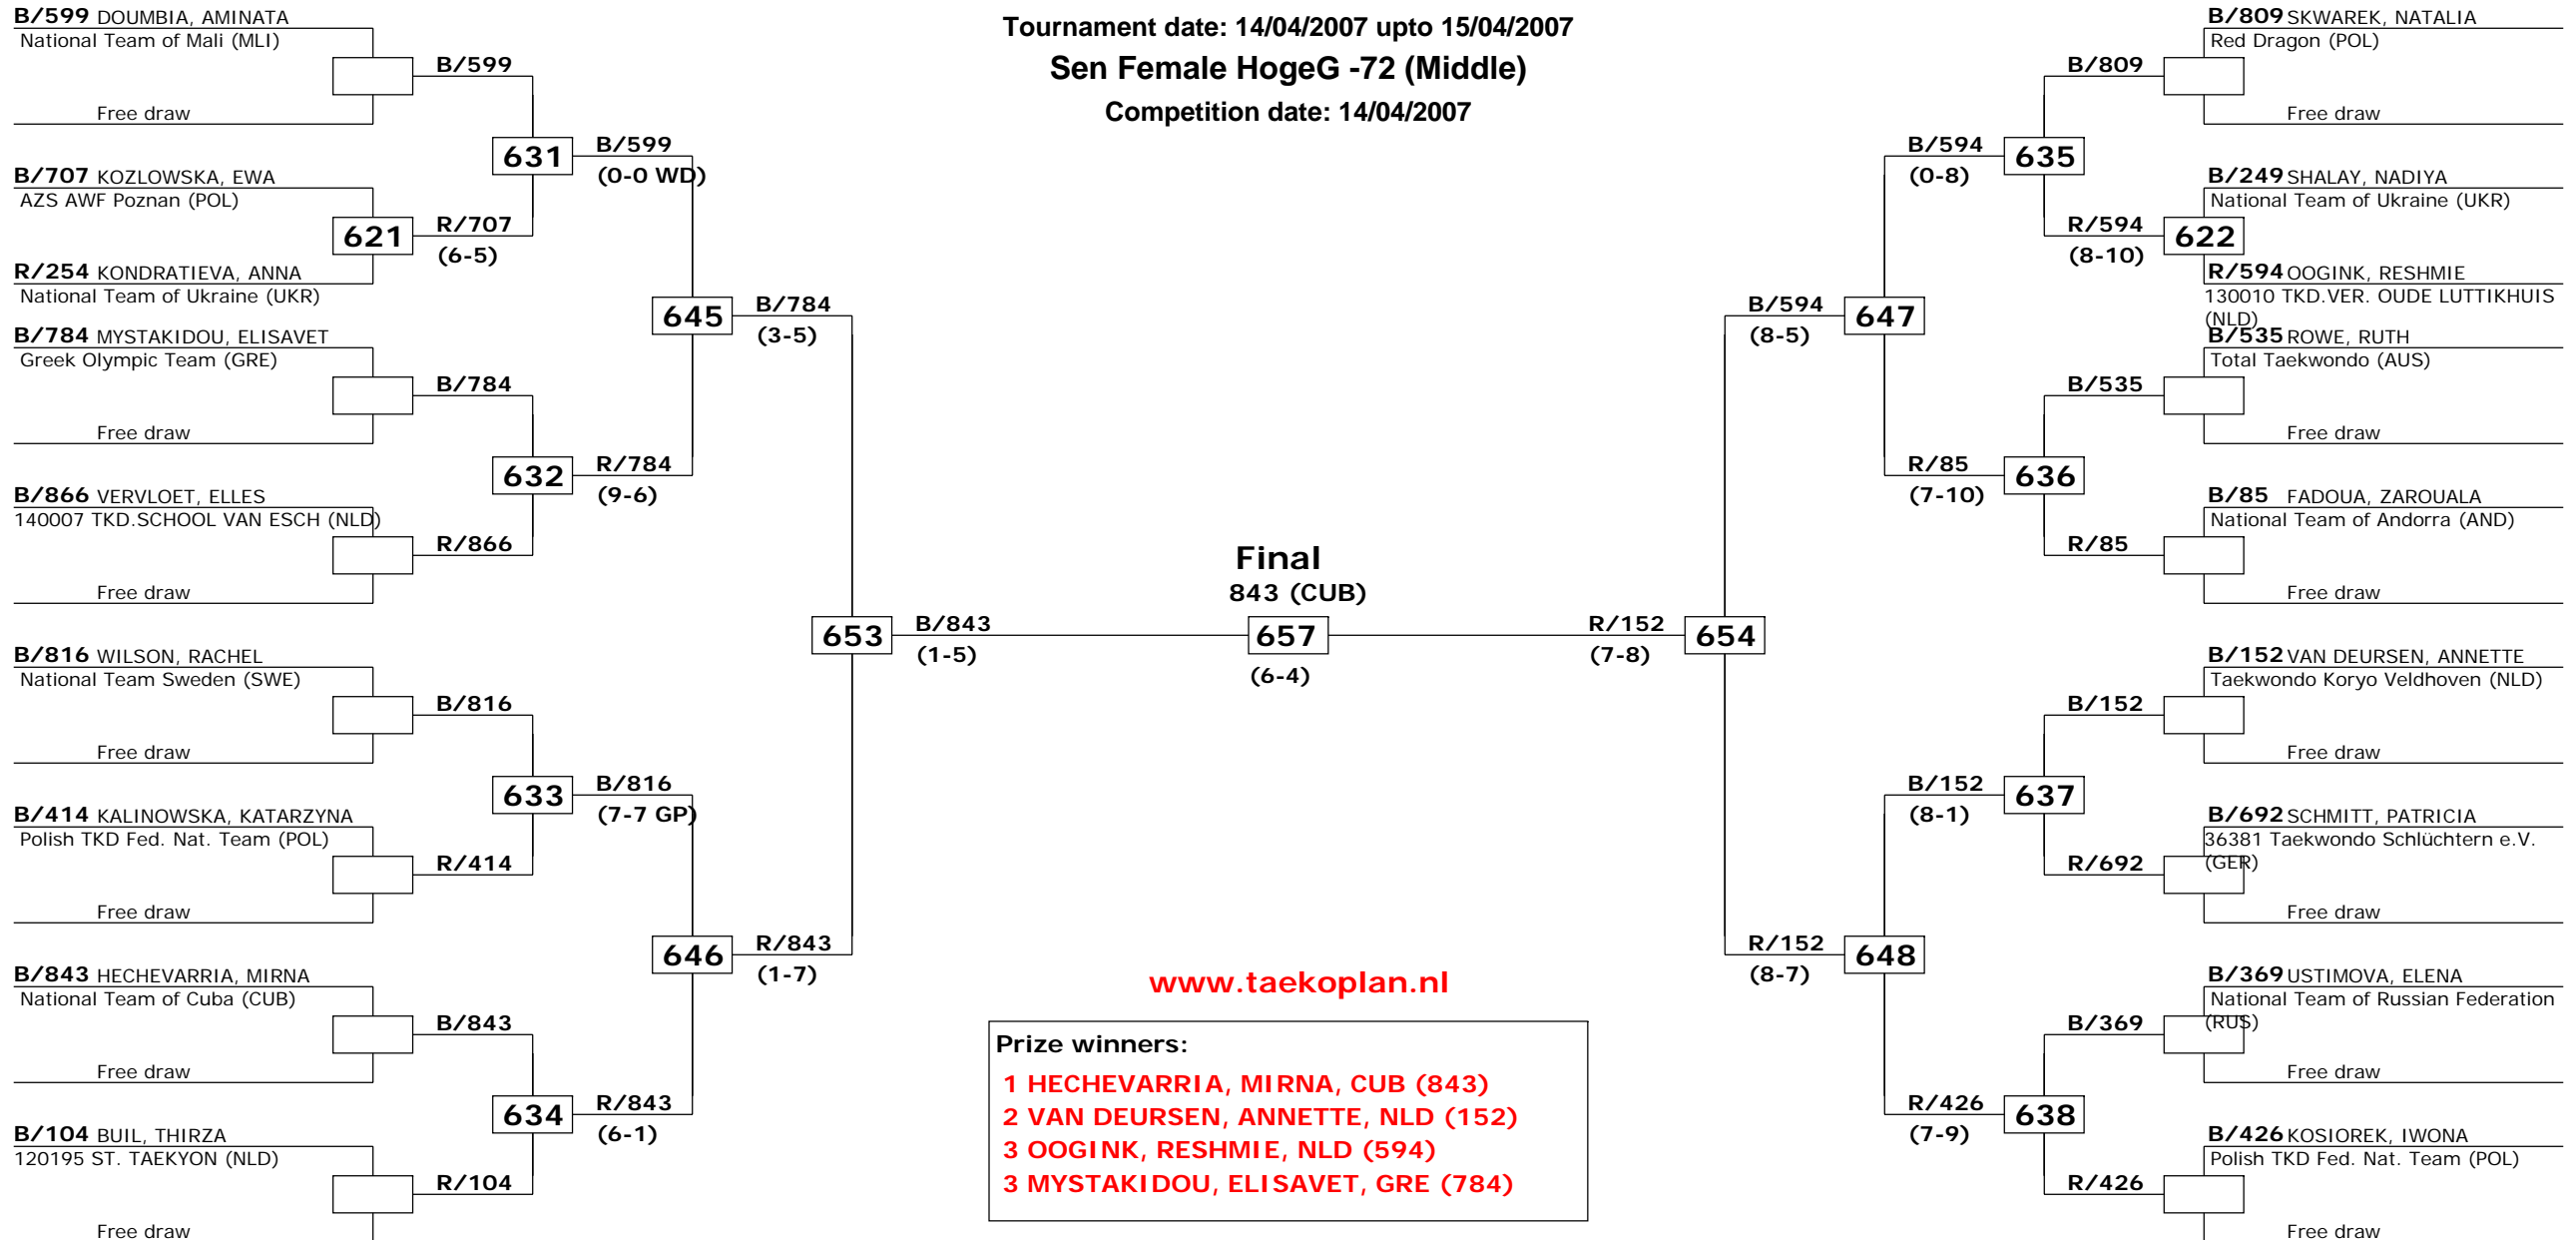 Tournament date: 14/04/2007 upto 15/04/2007
Sen Female HogeG -72 (Middle)
Competition date: 14/04/2007
B/599 DOUMBIA, AMINATA
National Team of Mali (MLI)
B/599
Free draw
631
B/599
(0-0 WD)
B/707 KOZLOWSKA, EWA
AZS AWF Poznan (POL)
621
R/707
(6-5)
R/254 KONDRATIEVA, ANNA
National Team of Ukraine (UKR)
645
B/784
(3-5)
B/784 MYSTAKIDOU, ELISAVET
Greek Olympic Team (GRE)
B/784
Free draw
632
R/784
(9-6)
B/866 VERVLOET, ELLES
140007 TKD.SCHOOL VAN ESCH (NLD)
R/866
Free draw
653
B/843
(1-5)
B/816 WILSON, RACHEL
National Team Sweden (SWE)
B/816
Free draw
633
B/816
(7-7 GP)
B/414 KALINOWSKA, KATARZYNA
Polish TKD Fed. Nat. Team (POL)
R/414
Free draw
646
R/843
(1-7)
B/843 HECHEVARRIA, MIRNA
National Team of Cuba (CUB)
B/843
Free draw
634
R/843
(6-1)
B/104 BUIL, THIRZA
120195 ST. TAEKYON (NLD)
R/104
Free draw
Final
843 (CUB)
657
(6-4)
B/809 SKWAREK, NATALIA
Red Dragon (POL)
B/809
Free draw
B/594
(0-8)
635
B/249 SHALAY, NADIYA
National Team of Ukraine (UKR)
R/594
(8-10)
622
R/594 OOGINK, RESHMIE
130010 TKD.VER. OUDE LUTTIKHUIS
(NLD)
B/594
(8-5)
647
B/535 ROWE, RUTH
Total Taekwondo (AUS)
B/535
Free draw
R/85
(7-10)
636
B/85 FADOUA, ZAROUALA
National Team of Andorra (AND)
R/85
Free draw
R/152
(7-8)
654
B/152 VAN DEURSEN, ANNETTE
Taekwondo Koryo Veldhoven (NLD)
B/152
Free draw
B/152
(8-1)
637
B/692 SCHMITT, PATRICIA
36381 Taekwondo Schlüchtern e.V.
(GER)
R/692
Free draw
R/152
(8-7)
648
B/369 USTIMOVA, ELENA
National Team of Russian Federation
(RUS)
B/369
Free draw
R/426
(7-9)
638
B/426 KOSIOREK, IWONA
Polish TKD Fed. Nat. Team (POL)
R/426
Free draw
www.taekoplan.nl
Prize winners:
1 HECHEVARRIA, MIRNA, CUB (843)
2 VAN DEURSEN, ANNETTE, NLD (152)
3 OOGINK, RESHMIE, NLD (594)
3 MYSTAKIDOU, ELISAVET, GRE (784)